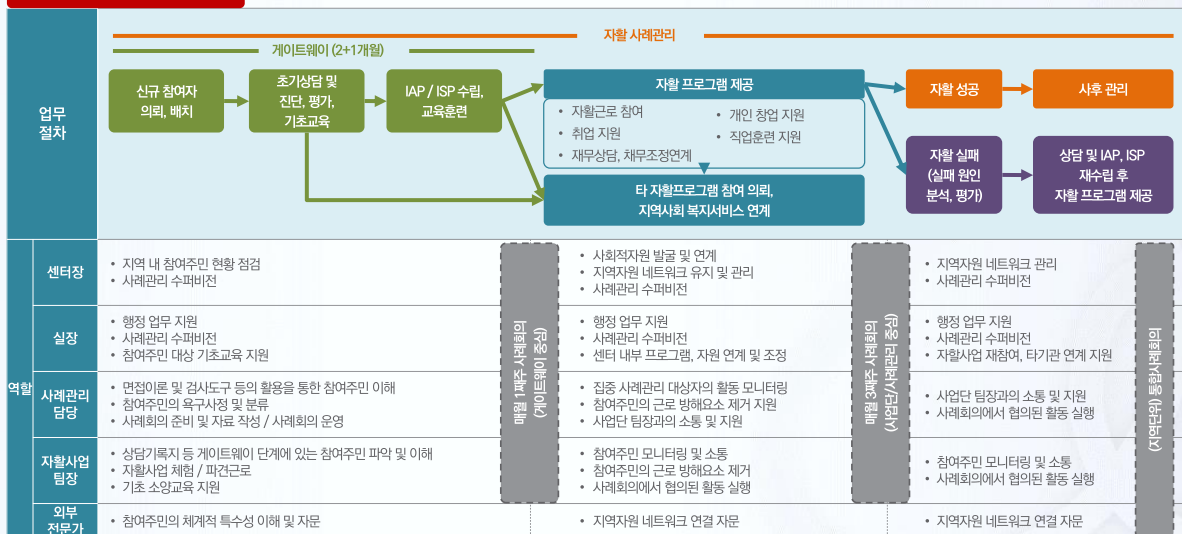 자활 사례관리
게이트웨이 (2+1개월)
업무
절차
신규 참여자
의뢰, 배치
초기상담 및
진단, 평가,
기초교육
IAP / ISP 수립,
교육훈련
자활 프로그램 제공
• 자활근로 참여
• 취업 지원
• 재무상담, 채무조정연계
• 개인 창업 지원
• 직업훈련 지원
타 자활프로그램 참여 의뢰,
지역사회 복지서비스 연계
자활 성공
사후 관리
자활 실패
(실패 원인
분석, 평가)
상담 및 IAP, ISP
재수립 후
자활 프로그램 제공
역할
센터장
• 지역 내 참여주민 현황 점검
• 사례관리 수퍼비전
• 사회적자원 발굴 및 연계
• 지역자원 네트워크 유지 및 관리
• 사례관리 수퍼비전
• 지역자원 네트워크 관리
• 사례관리 수퍼비전
실장
• 행정 업무 지원
• 사례관리 수퍼비전
• 참여주민 대상 기초교육 지원
• 행정 업무 지원
• 사례관리 수퍼비전
• 센터 내부 프로그램, 자원 연계 및 조정
• 행정 업무 지원
• 사례관리 수퍼비전
• 자활사업 재참여, 타기관 연계 지원
사례관리
담당
• 면접이론 및 검사도구 등의 활용을 통한 참여주민 이해
• 참여주민의 욕구사정 및 분류
• 사례회의 준비 및 자료 작성 / 사례회의 운영
• 집중 사례관리 대상자의 활동 모니터링
• 참여주민의 근로 방해요소 제거 지원
• 사업단 팀장과의 소통 및 지원
• 사업단 팀장과의 소통 및 지원
• 사례회의에서 협의된 활동 실행
자활사업
팀장
• 상담기록지 등 게이트웨이 단계에 있는 참여주민 파악 및 이해
• 자활사업 체험 / 파견근로
• 기초 소양교육 지원
• 참여주민 모니터링 및 소통
• 참여주민의 근로 방해요소 제거
• 사례회의에서 협의된 활동 실행
• 참여주민 모니터링 및 소통
• 사례회의에서 협의된 활동 실행
외부
전문가
• 참여주민의 체계적 특수성 이해 및 자문
• 지역자원 네트워크 연결 자문
• 지역자원 네트워크 연결 자문
매월 1째주 사례회의
(게이트웨이 중심)
매월 3째주 사례회의
(사업단/사례관리 중심)
(지역단위) 통합사례회의